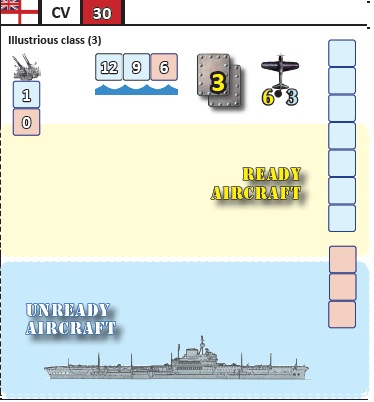 CV 30
Illustrious class (3)
12 9 6
3
6 3
1
0
READY
AIRCRAFT
UNREADY
AIRCRAFT